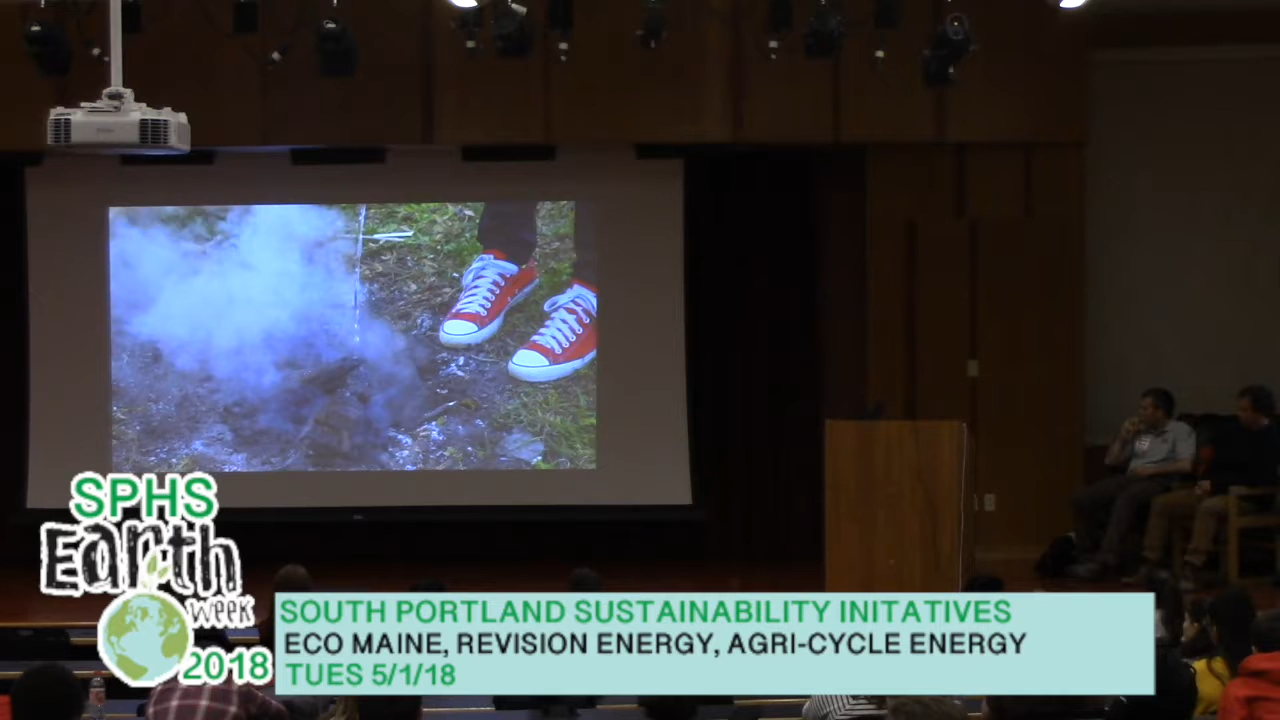 SPHS
Earth
week
2018
SOUTH PORTLAND SUSTAINABILITY INITATIVES
ECO MAINE, REVISION ENERGY, AGRI-CYCLE ENERGY
TUES 5/1/18